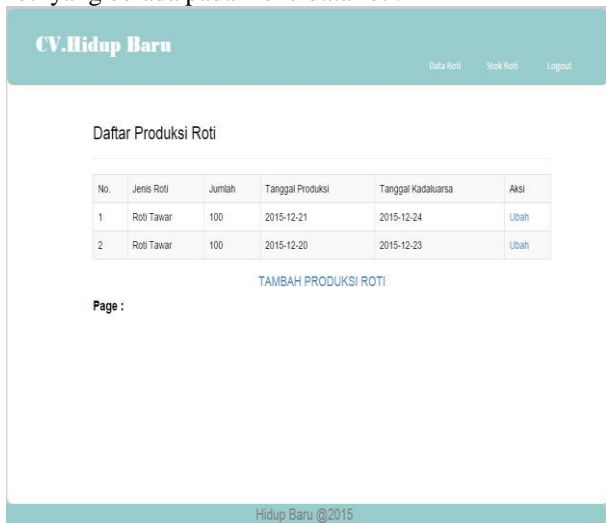 CV.Hidup Baru
Data Roti Stok Roti Logout
Daftar Produksi Roti
No. Jenis Roti Jumlah Tanggal Produksi Tanggal Kadaluarsa Aksi
1 Roti Tawar 100 2015-12-21 2015-12-24 Ubah
2 Roti Tawar 100 2015-12-20 2015-12-23 Ubah
TAMBAH PRODUKSI ROTI
Page :
Hidup Baru @2015